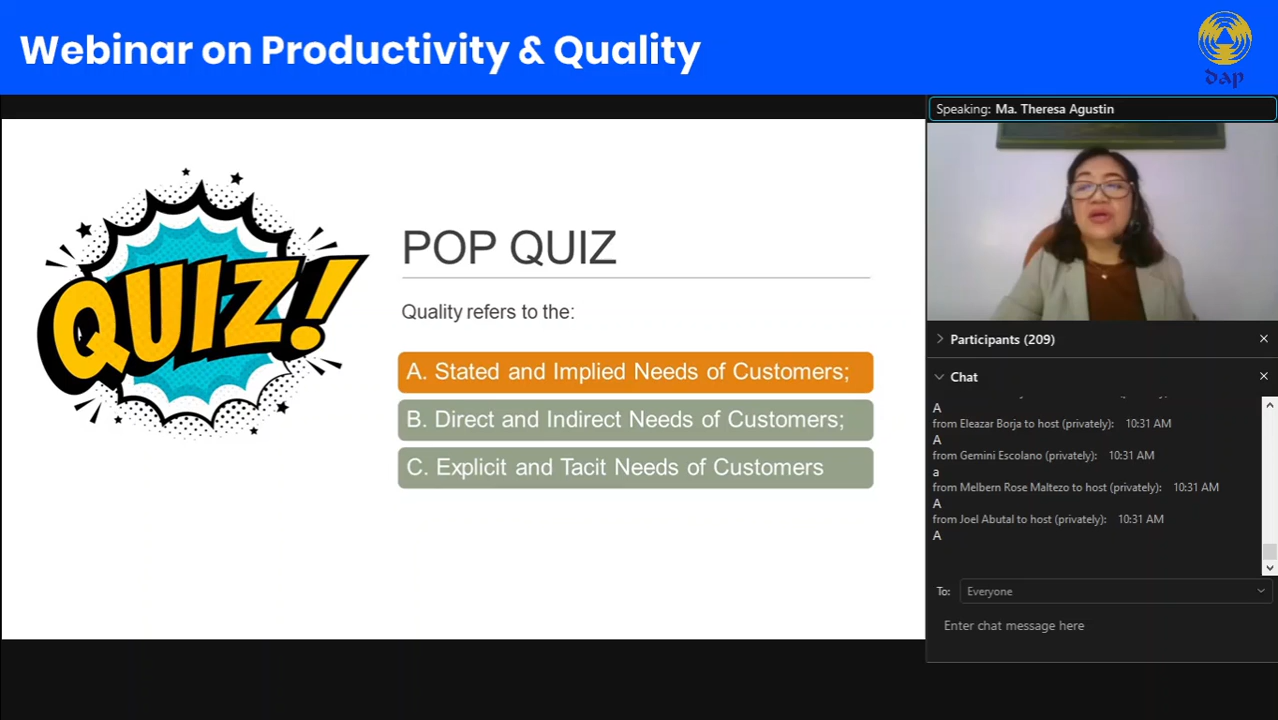 Webinar on Productivity & Quality
dap
Speaking: Ma. Theresa Agustin
QUIZ!
POP QUIZ
Quality refers to the:
A. Stated and Implied Needs of Customers;
B. Direct and Indirect Needs of Customers;
C. Explicit and Tacit Needs of Customers
Participants (209)
Chat
A
from Eleazar Borja to host (privately): 10:31 AM
A
from Gemini Escolano to host (privately): 10:31 AM
a
from Melbern Rose Maltezo to host (privately): 10:31 AM
A
from Joel Abutal to host (privately): 10:31 AM
A
To: Everyone
Enter chat message here